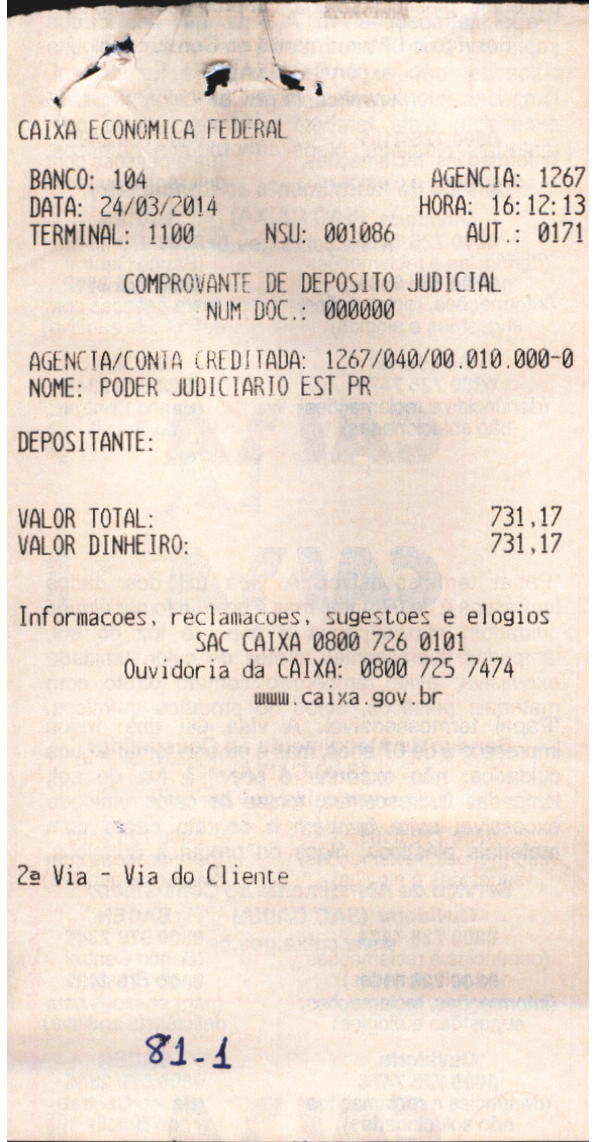 CAIXA ECONOMICA FEDERAL
BANCO: 104 AGENCIA: 1267
DATA: 24/03/2014 HORA: 16:12:13
TERMINAL: 1100 NSU: 001086 AUT.: 0171
COMPROVANTE DE DEPOSITO JUDICIAL
NUM DOC.: 000000
AGENCIA/CONTA CREDITADA: 1267/040/00.010.000-0
NOME: PODER JUDICIARIO EST PR
DEPOSITANTE:
VALOR TOTAL: 731,17
VALOR DINHEIRO: 731,17
Informacoes, reclamacoes, sugestoes e elogios
SAC CAIXA 0800 726 0101
Ouvidoria da CAIXA: 0800 725 7474
www.caixa.gov.br
2ª Via - Via do Cliente
81-1